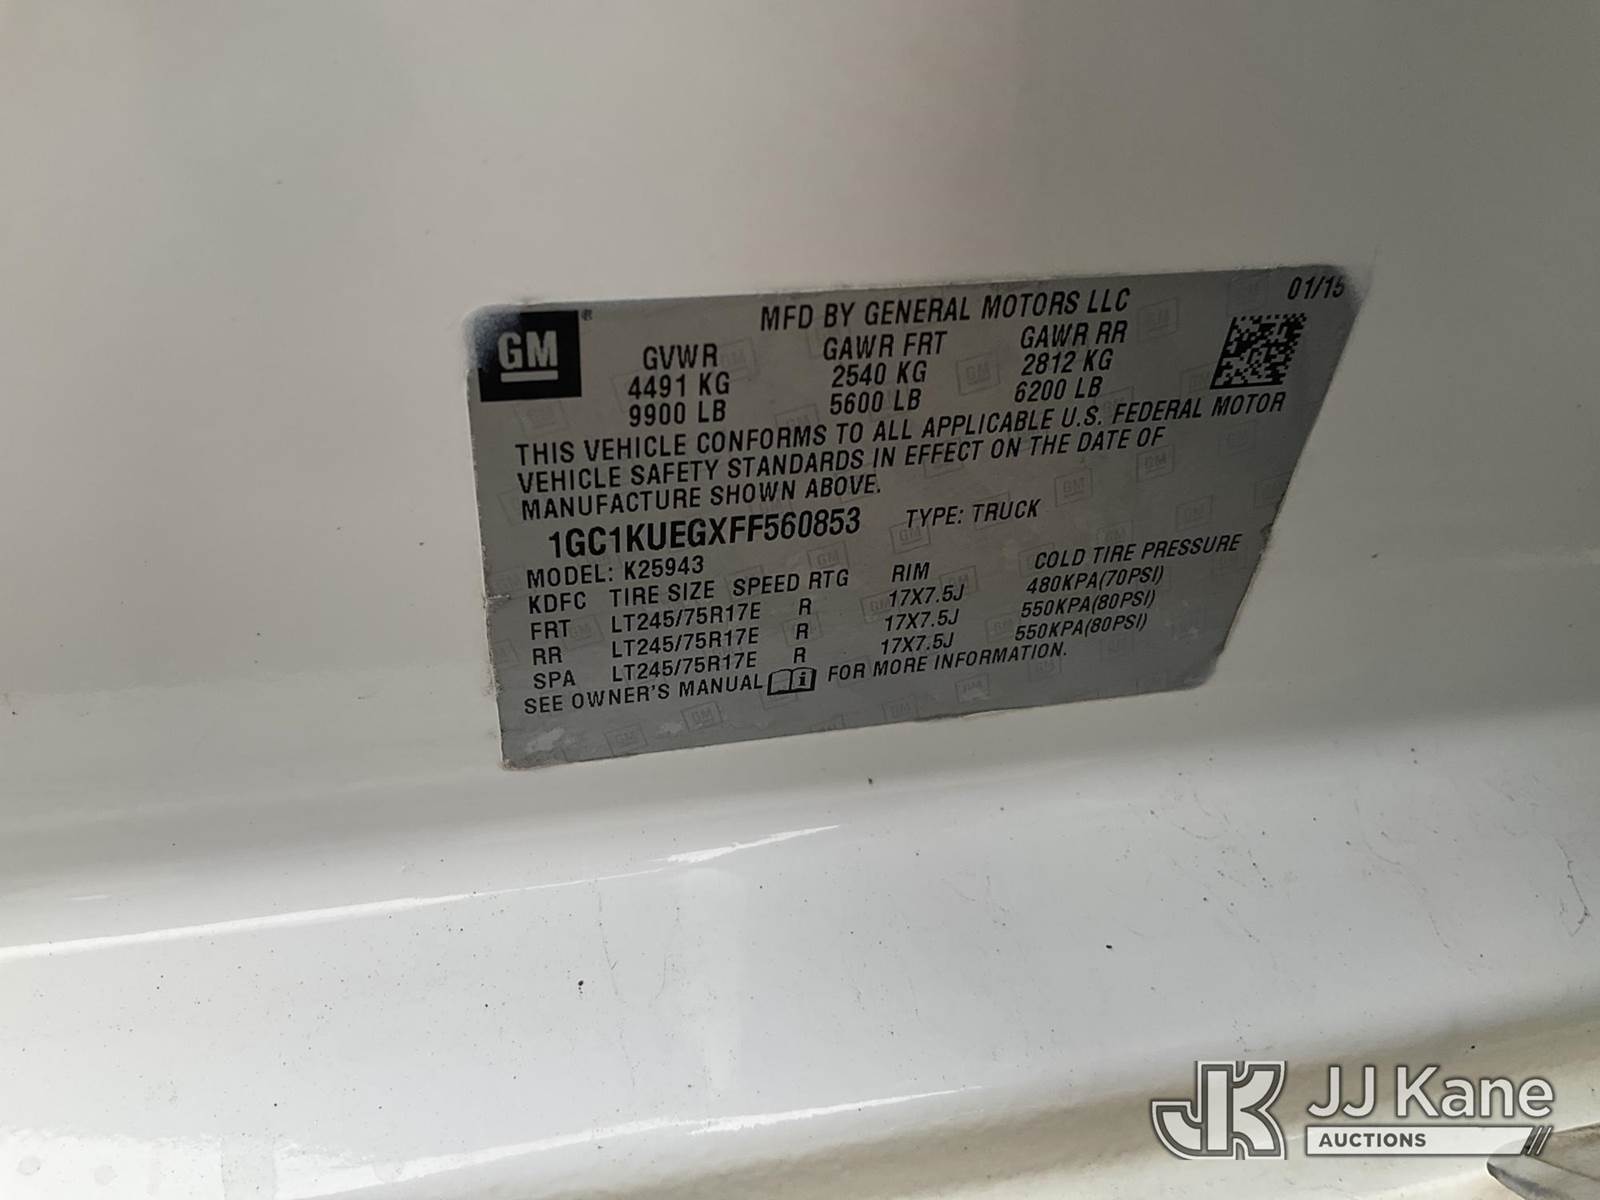 01/15
GM®
MFD BY GENERAL MOTORS LLC
GVWR GAWR FRT GAWR RR
4491 KG 2540 KG 2812 KG
9900 LB 5600 LB 6200 LB
THIS VEHICLE CONFORMS TO ALL APPLICABLE U.S. FEDERAL MOTOR
VEHICLE SAFETY STANDARDS IN EFFECT ON THE DATE OF
MANUFACTURE SHOWN ABOVE.
1GC1KUEGXFF560853 TYPE: TRUCK
MODEL: K25943
KDFC TIRE SIZE SPEED RTG RIM COLD TIRE PRESSURE
FRT LT245/75R17E R 17X7.5J 480KPA(70PSI)
RR LT245/75R17E R 17X7.5J 550KPA(80PSI)
SPA LT245/75R17E R 17X7.5J 550KPA(80PSI)
SEE OWNER'S MANUAL i FOR MORE INFORMATION.
JK JJ Kane
AUCTIONS